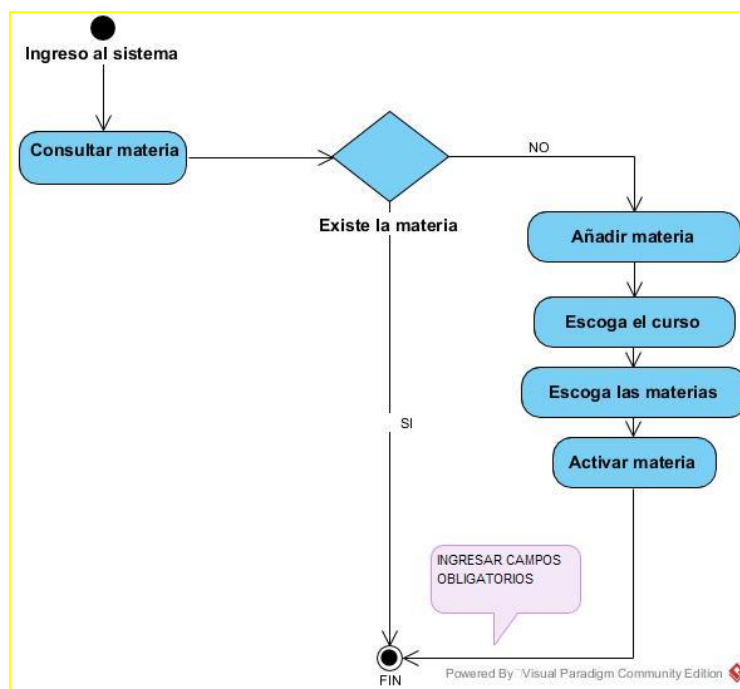 Ingreso al sistema
Consultar materia
NO
Existe la materia
Añadir materia
Escoga el curso
Escoga las materias
SI
Activar materia
INGRESAR CAMPOS
OBLIGATORIOS
FIN
Powered By Visual Paradigm Community Edition